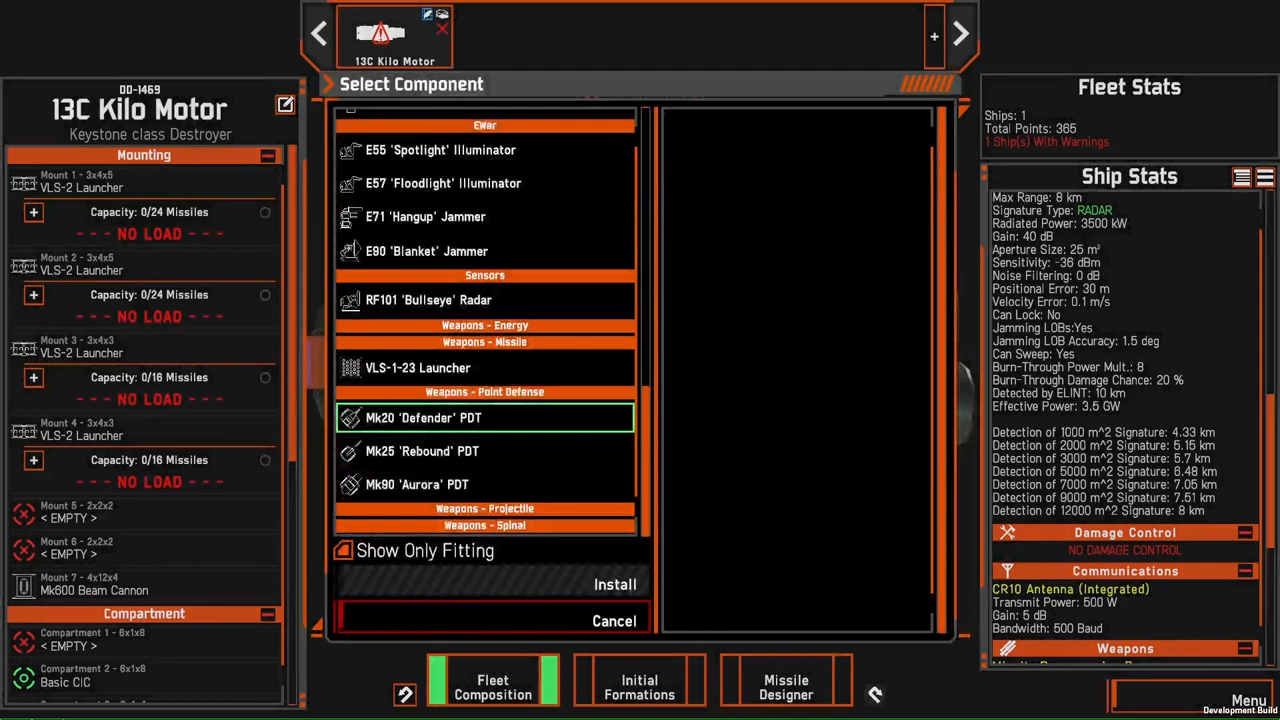 13C Kilo Motor
+
Select Component
DD-1469
13C Kilo Motor
Keystone class Destroyer
Mounting
Mount 1 - 3x4x5
VLS-2 Launcher
+
Capacity: 0/24 Missiles
- - - NO LOAD - - -
Mount 2 - 3x4x5
VLS-2 Launcher
+
Capacity: 0/24 Missiles
- - - NO LOAD - - -
Mount 3 - 3x4x3
VLS-2 Launcher
+
Capacity: 0/16 Missiles
- - - NO LOAD - - -
Mount 4 - 3x4x3
VLS-2 Launcher
+
Capacity: 0/16 Missiles
- - - NO LOAD - - -
Mount 5 - 2x2x2
< EMPTY >
Mount 6 - 2x2x2
< EMPTY >
Mount 7 - 4x12x4
Mk600 Beam Cannon
Compartment
Compartment 1 - 6x1x8
< EMPTY >
Compartment 2 - 6x1x8
Basic CIC
EWar
E55 'Spotlight' Illuminator
E57 'Floodlight' Illuminator
E71 'Hangup' Jammer
E90 'Blanket' Jammer
Sensors
RF101 'Bullseye' Radar
Weapons - Energy
Weapons - Missile
VLS-1-23 Launcher
Weapons - Point Defense
Mk20 'Defender' PDT
Mk25 'Rebound' PDT
Mk90 'Aurora' PDT
Weapons - Projectile
Weapons - Spinal
Show Only Fitting
Install
Cancel
Fleet Stats
Ships: 1
Total Points: 365
1 Ship(s) With Warnings
Ship Stats
Max Range: 8 km
Signature Type: RADAR
Radiated Power: 3500 kW
Gain: 40 dB
Aperture Size: 25 m²
Sensitivity: -36 dBm
Noise Filtering: 0 dB
Positional Error: 30 m
Velocity Error: 0.1 m/s
Can Lock: No
Jamming LOBs:Yes
Jamming LOB Accuracy: 1.5 deg
Can Sweep: Yes
Burn-Through Power Mult.: 8
Burn-Through Damage Chance: 20 %
Detected by ELINT: 10 km
Effective Power: 3.5 GW
Detection of 1000 m^2 Signature: 4.33 km
Detection of 2000 m^2 Signature: 5.15 km
Detection of 3000 m^2 Signature: 5.7 km
Detection of 5000 m^2 Signature: 6.48 km
Detection of 7000 m^2 Signature: 7.05 km
Detection of 9000 m^2 Signature: 7.51 km
Detection of 12000 m^2 Signature: 8 km
Damage Control
NO DAMAGE CONTROL
Communications
CR10 Antenna (Integrated)
Transmit Power: 500 W
Gain: 5 dB
Bandwidth: 500 Baud
Weapons
Fleet Composition
Initial Formations
Missile Designer
Menu
Development Build